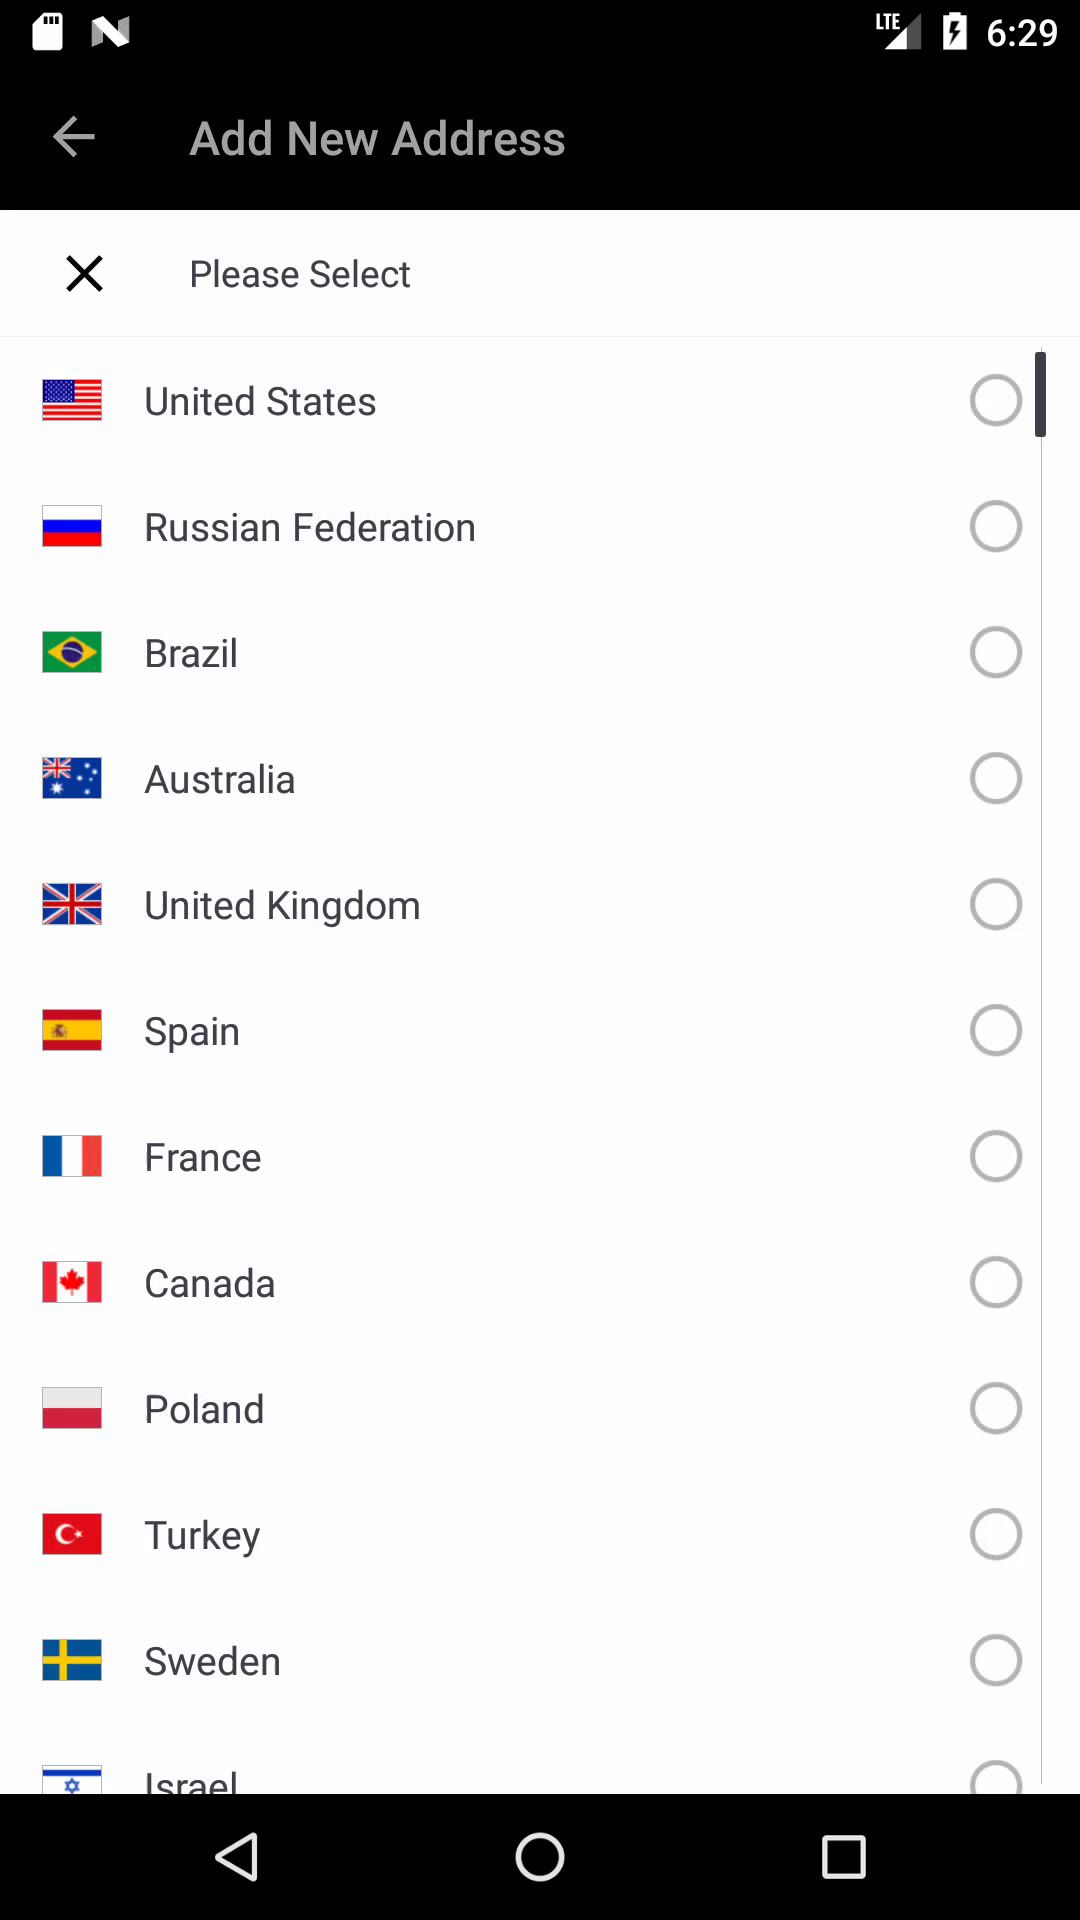 LTE 6:29
Add New Address
Please Select
United States
Russian Federation
Brazil
Australia
United Kingdom
Spain
France
Canada
Poland
Turkey
Sweden
Israel